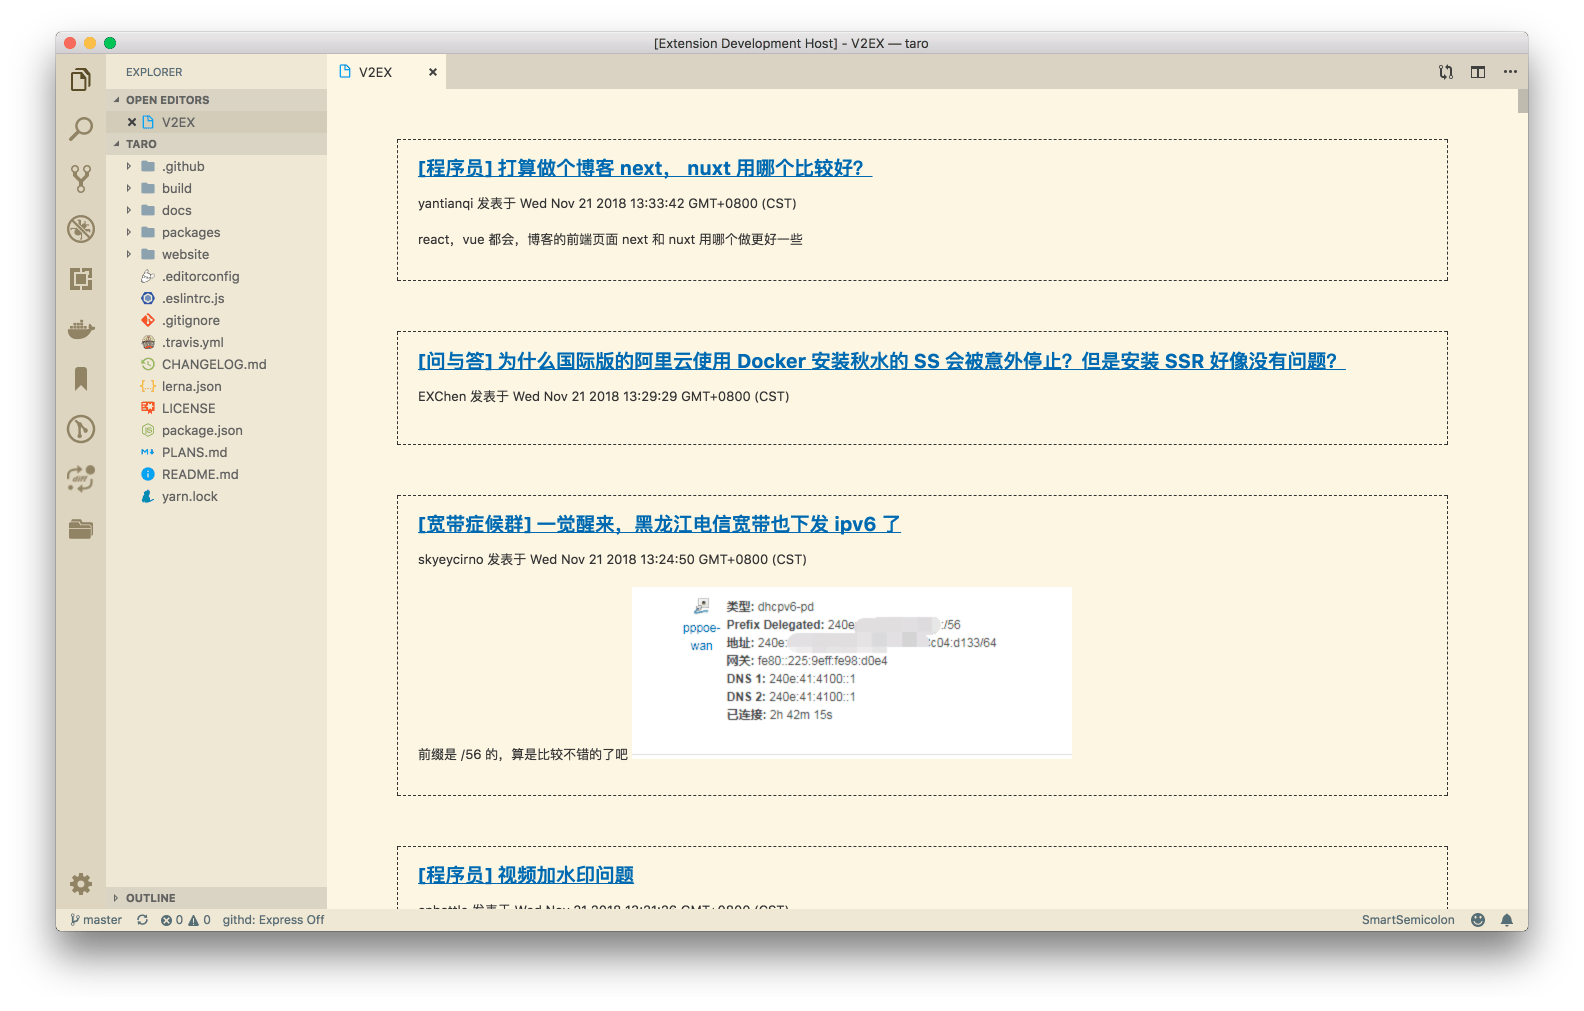 [Extension Development Host] - V2EX — taro
EXPLORER
OPEN EDITORS
V2EX
TARO
.github
build
docs
packages
website
.editorconfig
.eslintrc.js
.gitignore
.travis.yml
CHANGELOG.md
lerna.json
LICENSE
package.json
PLANS.md
README.md
yarn.lock
OUTLINE
V2EX
[程序员] 打算做个博客 next， nuxt 用哪个比较好？
yantianqi 发表于 Wed Nov 21 2018 13:33:42 GMT+0800 (CST)
react，vue 都会，博客的前端页面 next 和 nuxt 用哪个做更好一些
[问与答] 为什么国际版的阿里云使用 Docker 安装秋水的 SS 会被意外停止？但是安装 SSR 好像没有问题？
EXChen 发表于 Wed Nov 21 2018 13:29:29 GMT+0800 (CST)
[宽带症候群] 一觉醒来，黑龙江电信宽带也下发 ipv6 了
skyeycirno 发表于 Wed Nov 21 2018 13:24:50 GMT+0800 (CST)
pppoe-
wan
类型: dhcpv6-pd
Prefix Delegated: 240e :/56
地址: 240e: :c04:d133/64
网关: fe80::225:9eff:fe98:d0e4
DNS 1: 240e:41:4100::1
DNS 2: 240e:41:4100::1
已连接: 2h 42m 15s
前缀是 /56 的，算是比较不错的了吧
[程序员] 视频加水印问题
发表于 Wed Nov 21 2018 13:21:26 GMT+0800 (CST)
master
0 0
githd: Express Off
SmartSemicolon